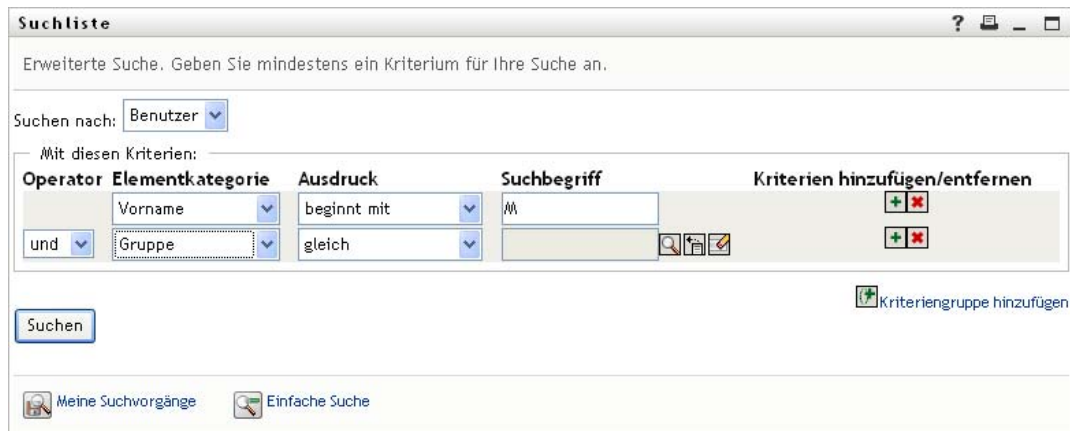 Suchliste
Erweiterte Suche. Geben Sie mindestens ein Kriterium für Ihre Suche an.
Suchen nach: Benutzer
Mit diesen Kriterien:
Operator Elementkategorie Ausdruck Suchbegriff Kriterien hinzufügen/entfernen
Vorname beginnt mit M
und Gruppe gleich
Kriteriengruppe hinzufügen
Suchen
Meine Suchvorgänge Einfache Suche